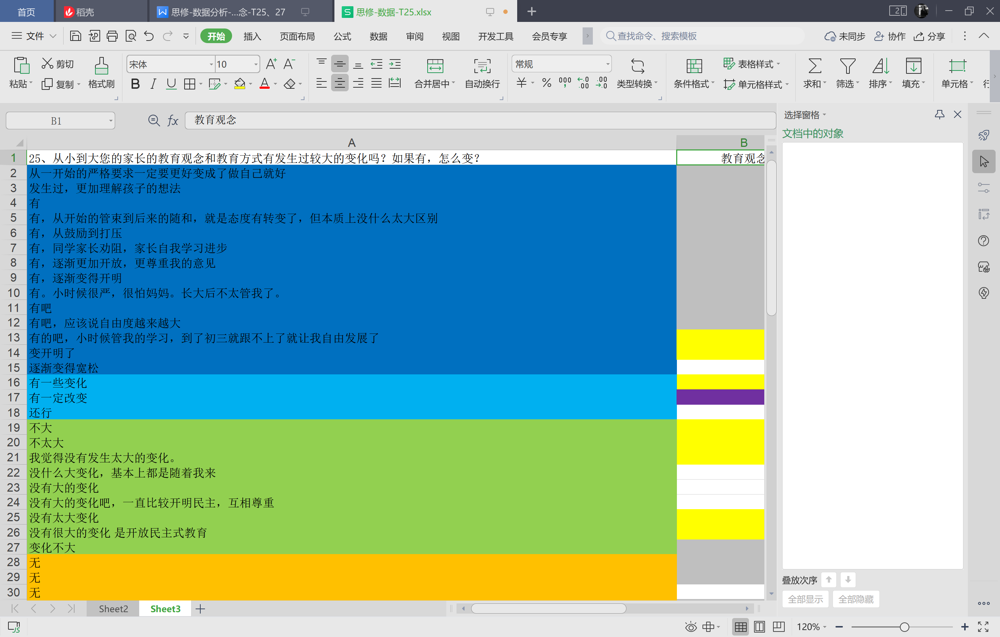 首页
稻壳
W 思修-数据分析-...念-T25、27
S 思修-数据-T25.xlsx
2
文件
开始 插入 页面布局 公式 数据 审阅 视图 开发工具 会员专享
查找命令、搜索模板
未同步 协作 分享
粘贴 剪切 复制 格式刷
宋体 10
合并居中 自动换行
常规
类型转换
条件格式 表格样式 单元格样式
求和 筛选 排序 填充 单元格
B1
fx 教育观念
A B
1 25、从小到大您的家长的教育观念和教育方式有发生过较大的变化吗？如果有，怎么变？ 教育观念
2 从一开始的严格要求一定要更好变成了做自己就好
3 发生过，更加理解孩子的想法
4 有
5 有，从开始的管束到后来的随和，就是态度有转变了，但本质上没什么太大区别
6 有，从鼓励到打压
7 有，同学家长劝阻，家长自我学习进步
8 有，逐渐更加开放，更尊重我的意见
9 有，逐渐变得开明
10 有。小时候很严，很怕妈妈。长大后不太管我了。
11 有吧
12 有吧，应该说自由度越来越大
13 有的吧，小时候管我的学习，到了初三就跟不上了就让我自由发展了
14 变开明了
15 逐渐变得宽松
16 有一些变化
17 有一定改变
18 还行
19 不大
20 不太大
21 我觉得没有发生太大的变化。
22 没什么大变化，基本上都是随着我来
23 没有大的变化
24 没有大的变化吧，一直比较开明民主，互相尊重
25 没有太大变化
26 没有很大的变化 是开放民主式教育
27 变化不大
28 无
29 无
30 无
选择窗格
文档中的对象
叠放次序
全部显示 全部隐藏
Sheet2 Sheet3
120%